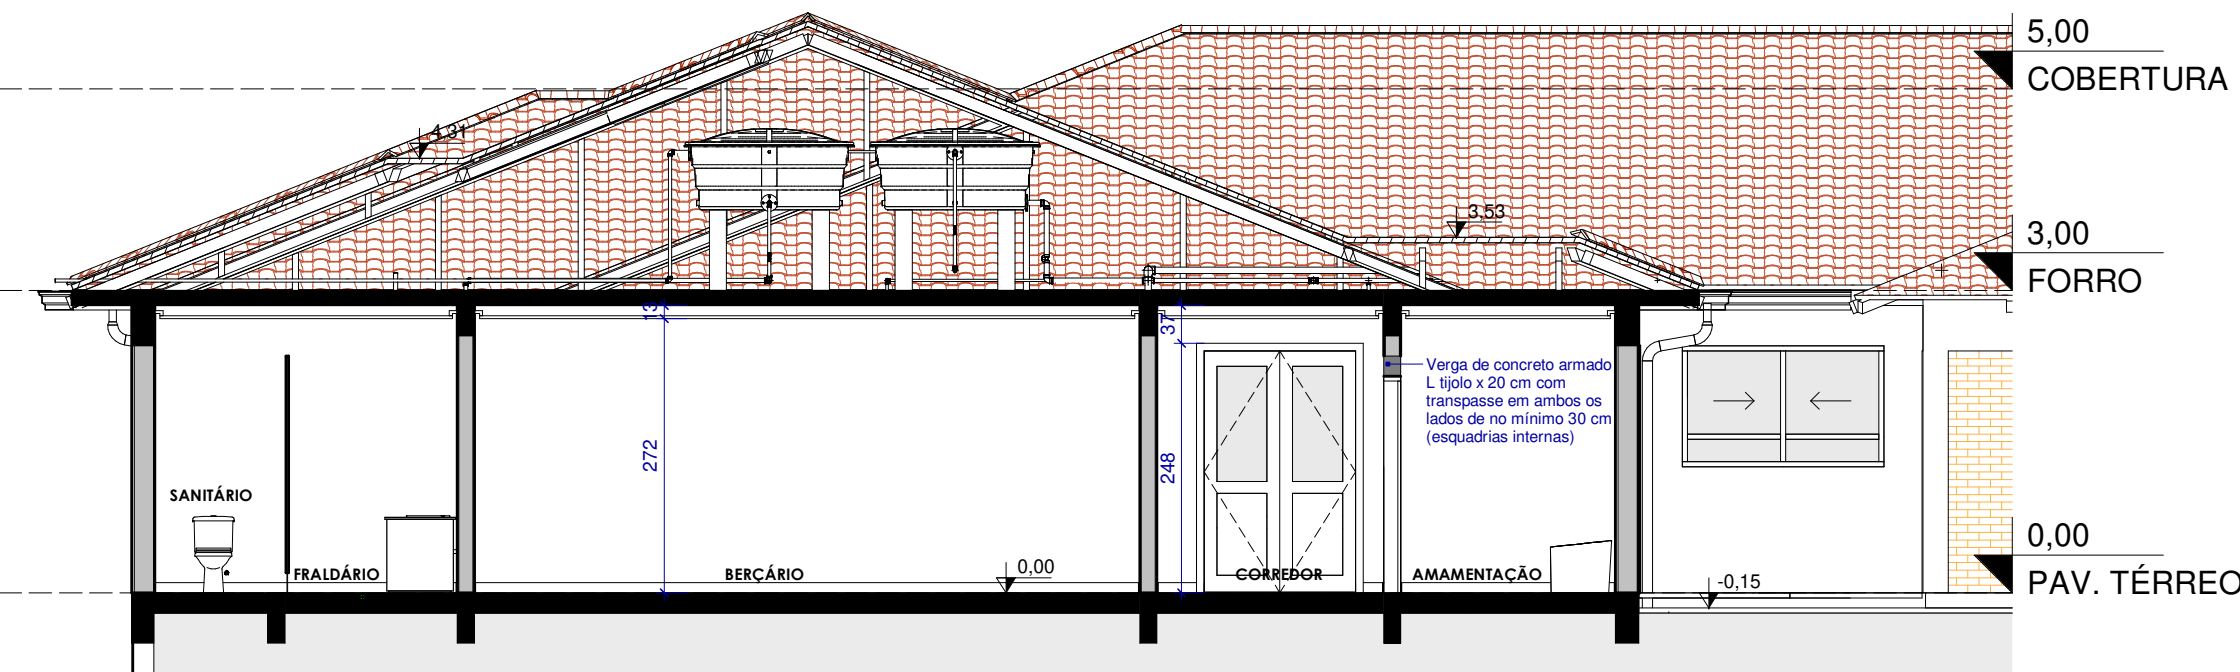 5,00
COBERTURA
4,31
3,53
3,00
FORRO
13
37
Verga de concreto armado
L tijolo x 20 cm com
transpasse em ambos os
lados de no mínimo 30 cm
(esquadrias internas)
272
248
SANITÁRIO
FRALDÁRIO
BERÇÁRIO
0,00
CORREDOR
AMAMENTAÇÃO
-0,15
0,00
PAV. TÉRREO